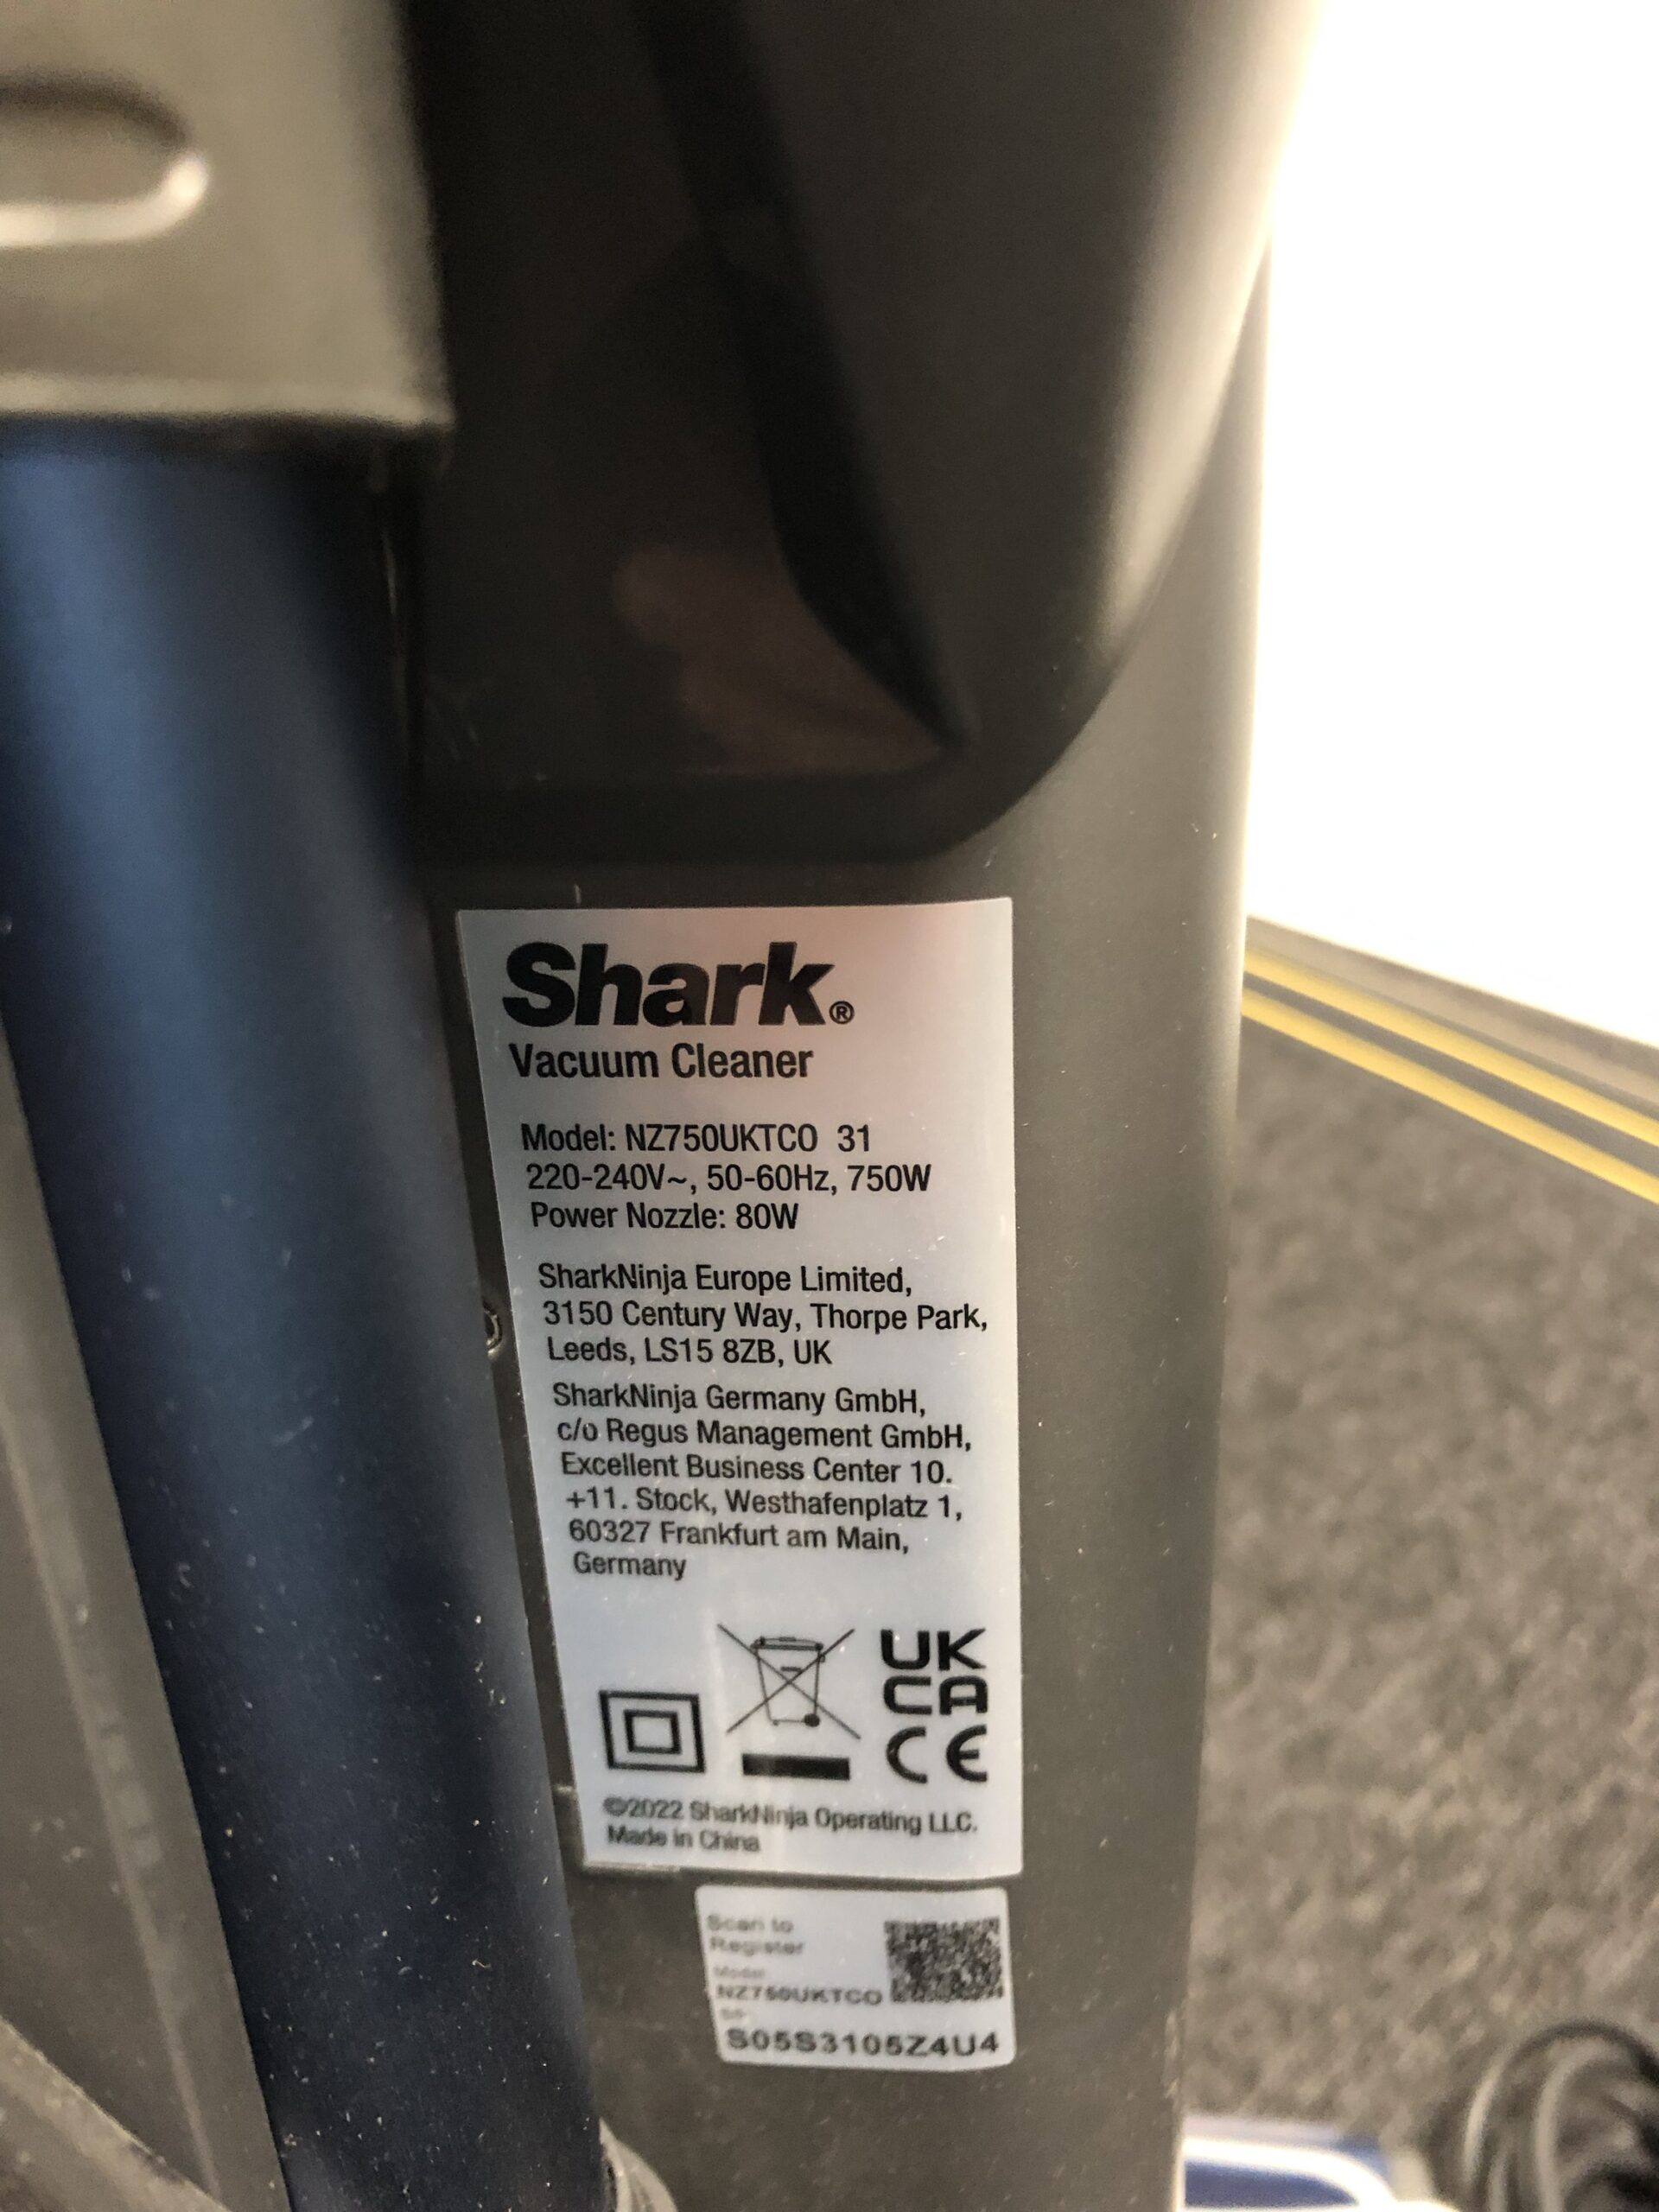 Shark®
Vacuum Cleaner
Model: NZ750UKTCO 31
220-240V~, 50-60Hz, 750W
Power Nozzle: 80W
SharkNinja Europe Limited,
3150 Century Way, Thorpe Park,
Leeds, LS15 8ZB, UK
SharkNinja Germany GmbH,
c/o Regus Management GmbH,
Excellent Business Center 10.
+11. Stock, Westhafenplatz 1,
60327 Frankfurt am Main,
Germany
UK
CA
CE
©2022 SharkNinja Operating LLC.
Made in China
Scan to
Register
Model
NZ750UKTCO
S05S3105Z4U4